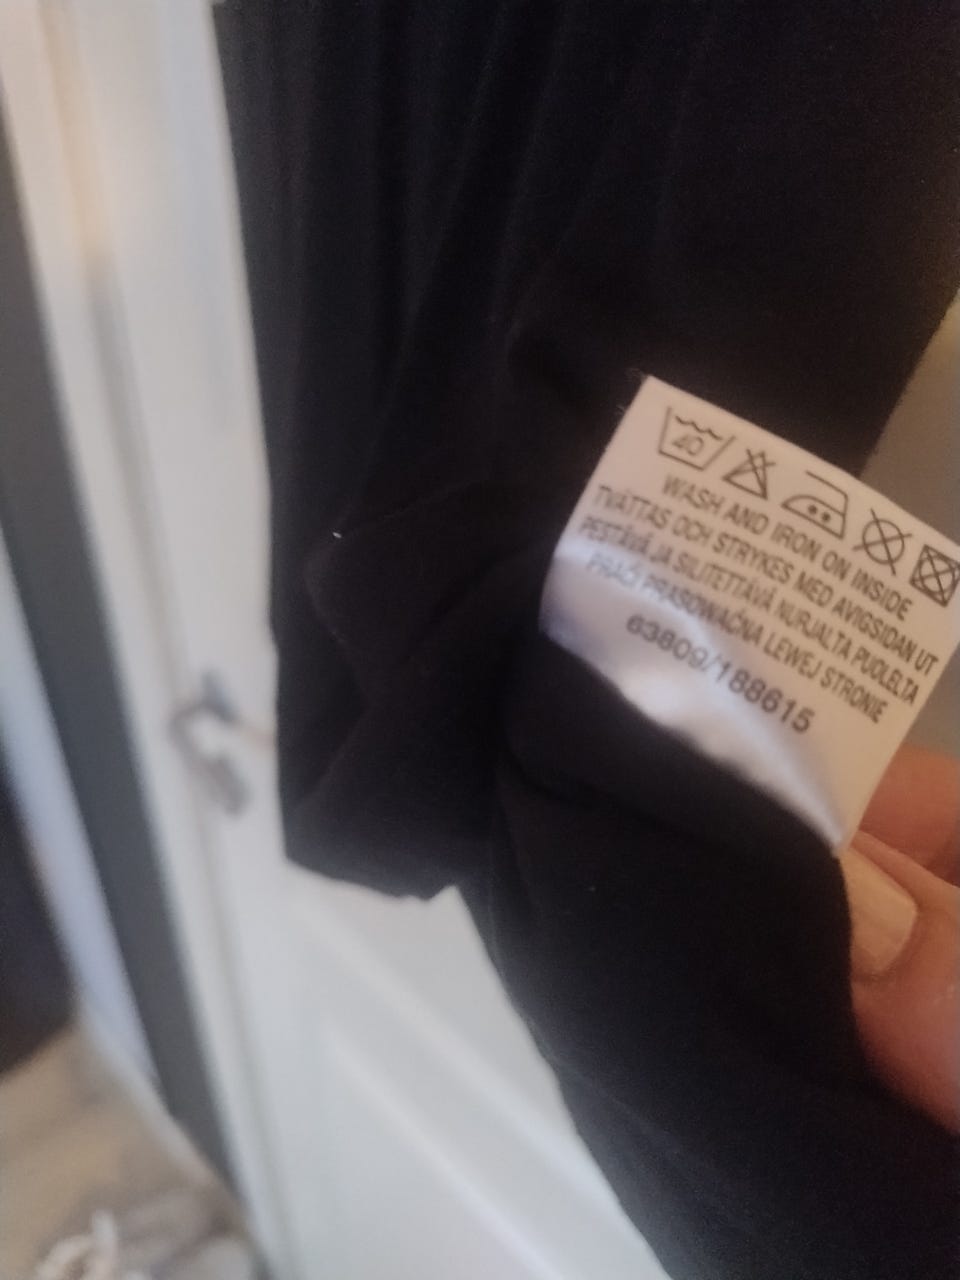 40
WASH AND IRON ON INSIDE
TVÄTTAS OCH STRYKES MED AVIGSIDAN UT
PESTÄVÄ JA SILITETTÄVÄ NURJALTA PUOLELTA
PRAĆ I PRASOWAĆ NA LEWEJ STRONIE
63809/188615